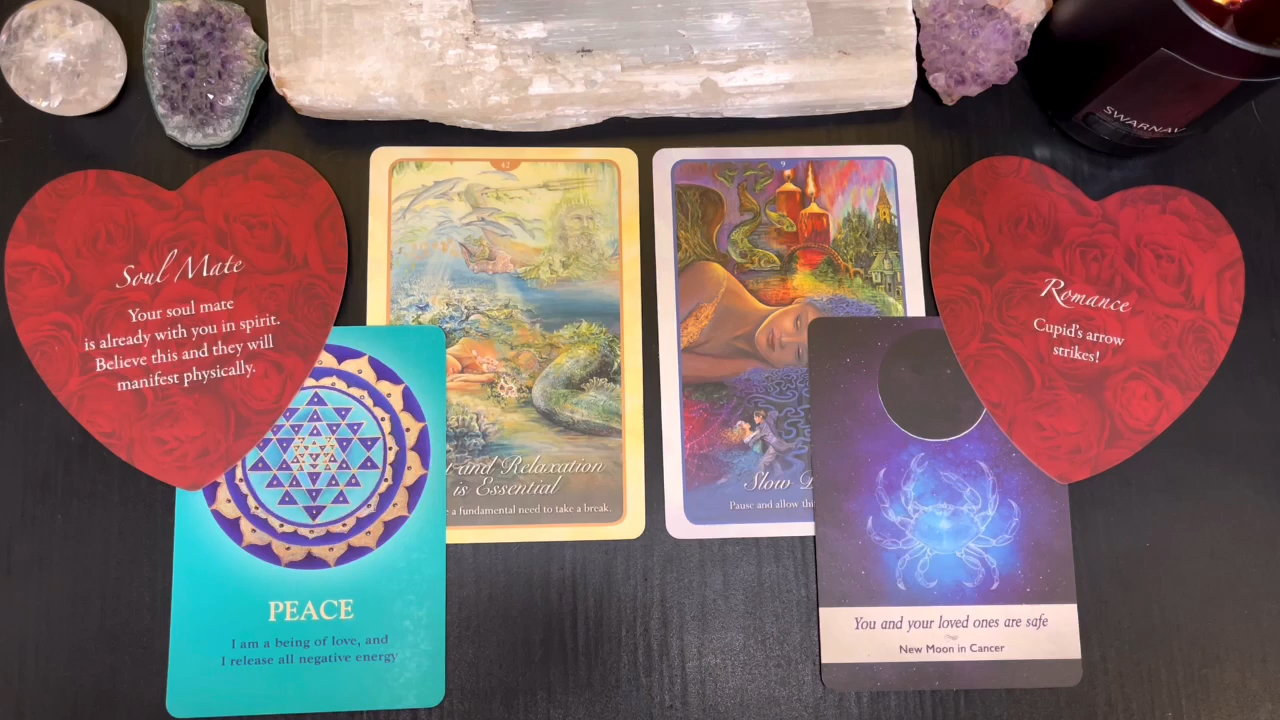 SWARNAV
Soul Mate
Your soul mate
is already with you in spirit.
Believe this and they will
manifest physically.
42
and Relaxation
is Essential
a fundamental need to take a break.
9
Slow
Pause and allow
Romance
Cupid's arrow
strikes!
PEACE
I am a being of love, and
I release all negative energy
You and your loved ones are safe
New Moon in Cancer